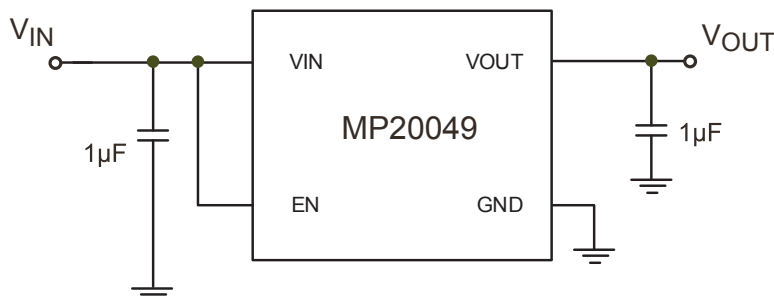 VIN
VOUT
VIN
VOUT
MP20049
1µF
1µF
EN
GND